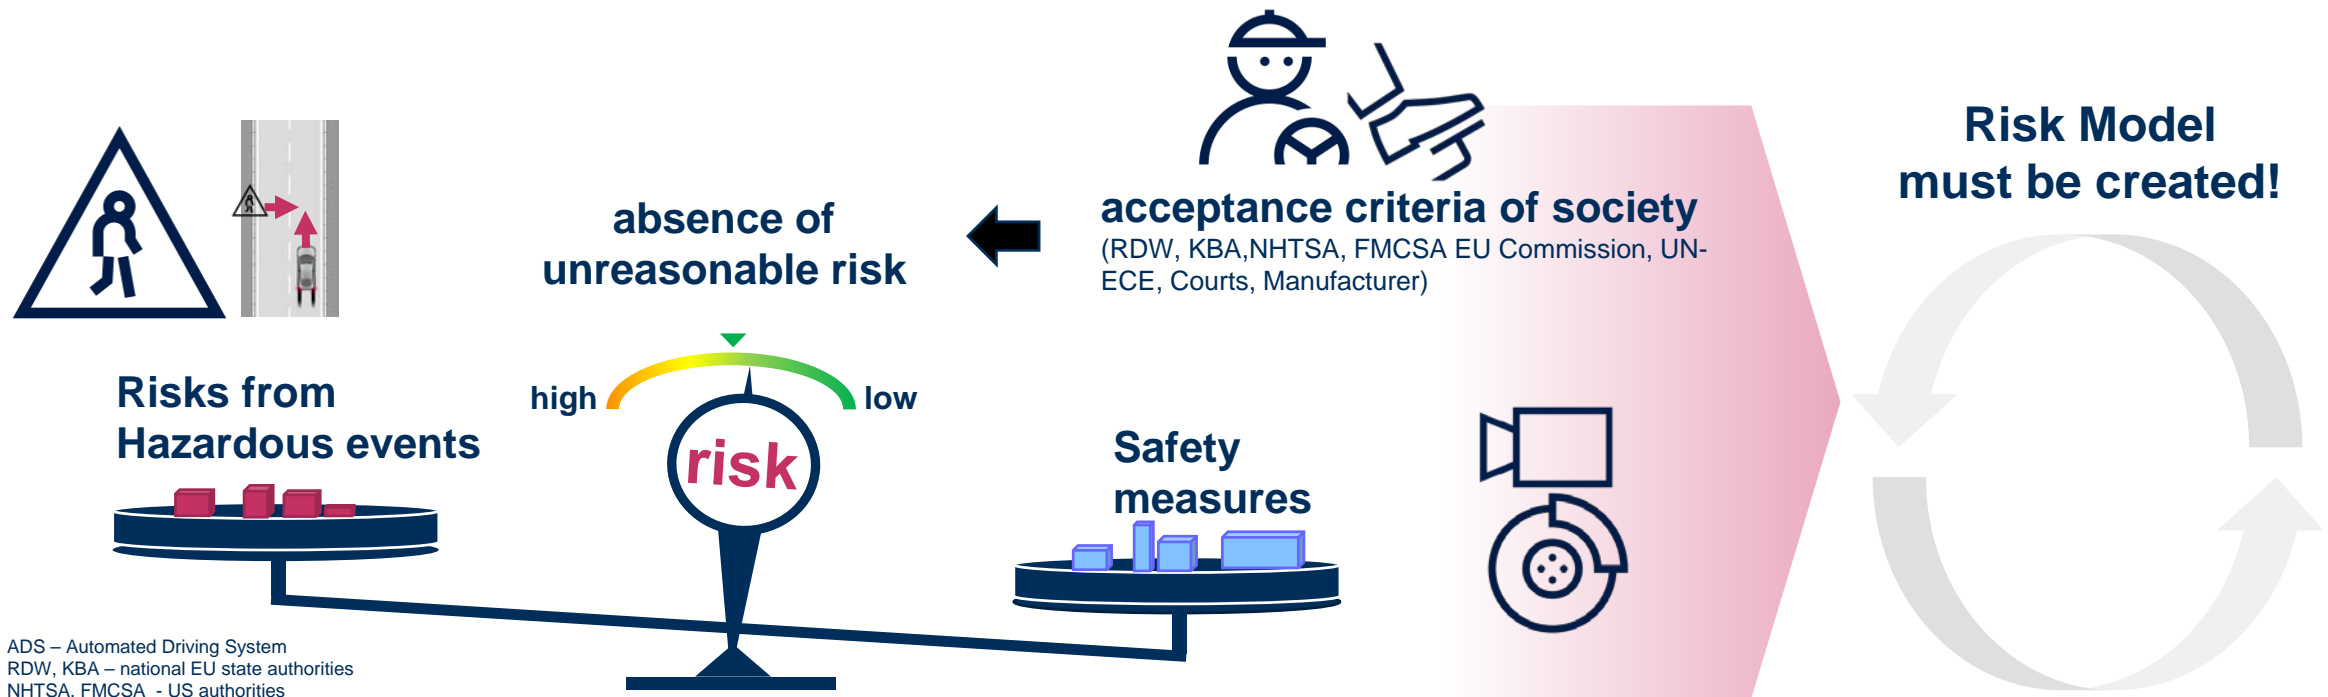 Risk Model
must be created!
acceptance criteria of society
(RDW, KBA,NHTSA, FMCSA EU Commission, UN-
ECE, Courts, Manufacturer)
absence of
unreasonable risk
high
low
Risks from
Hazardous events
risk
Safety
measures
ADS – Automated Driving System
RDW, KBA – national EU state authorities
NHTSA, FMCSA  - US authorities